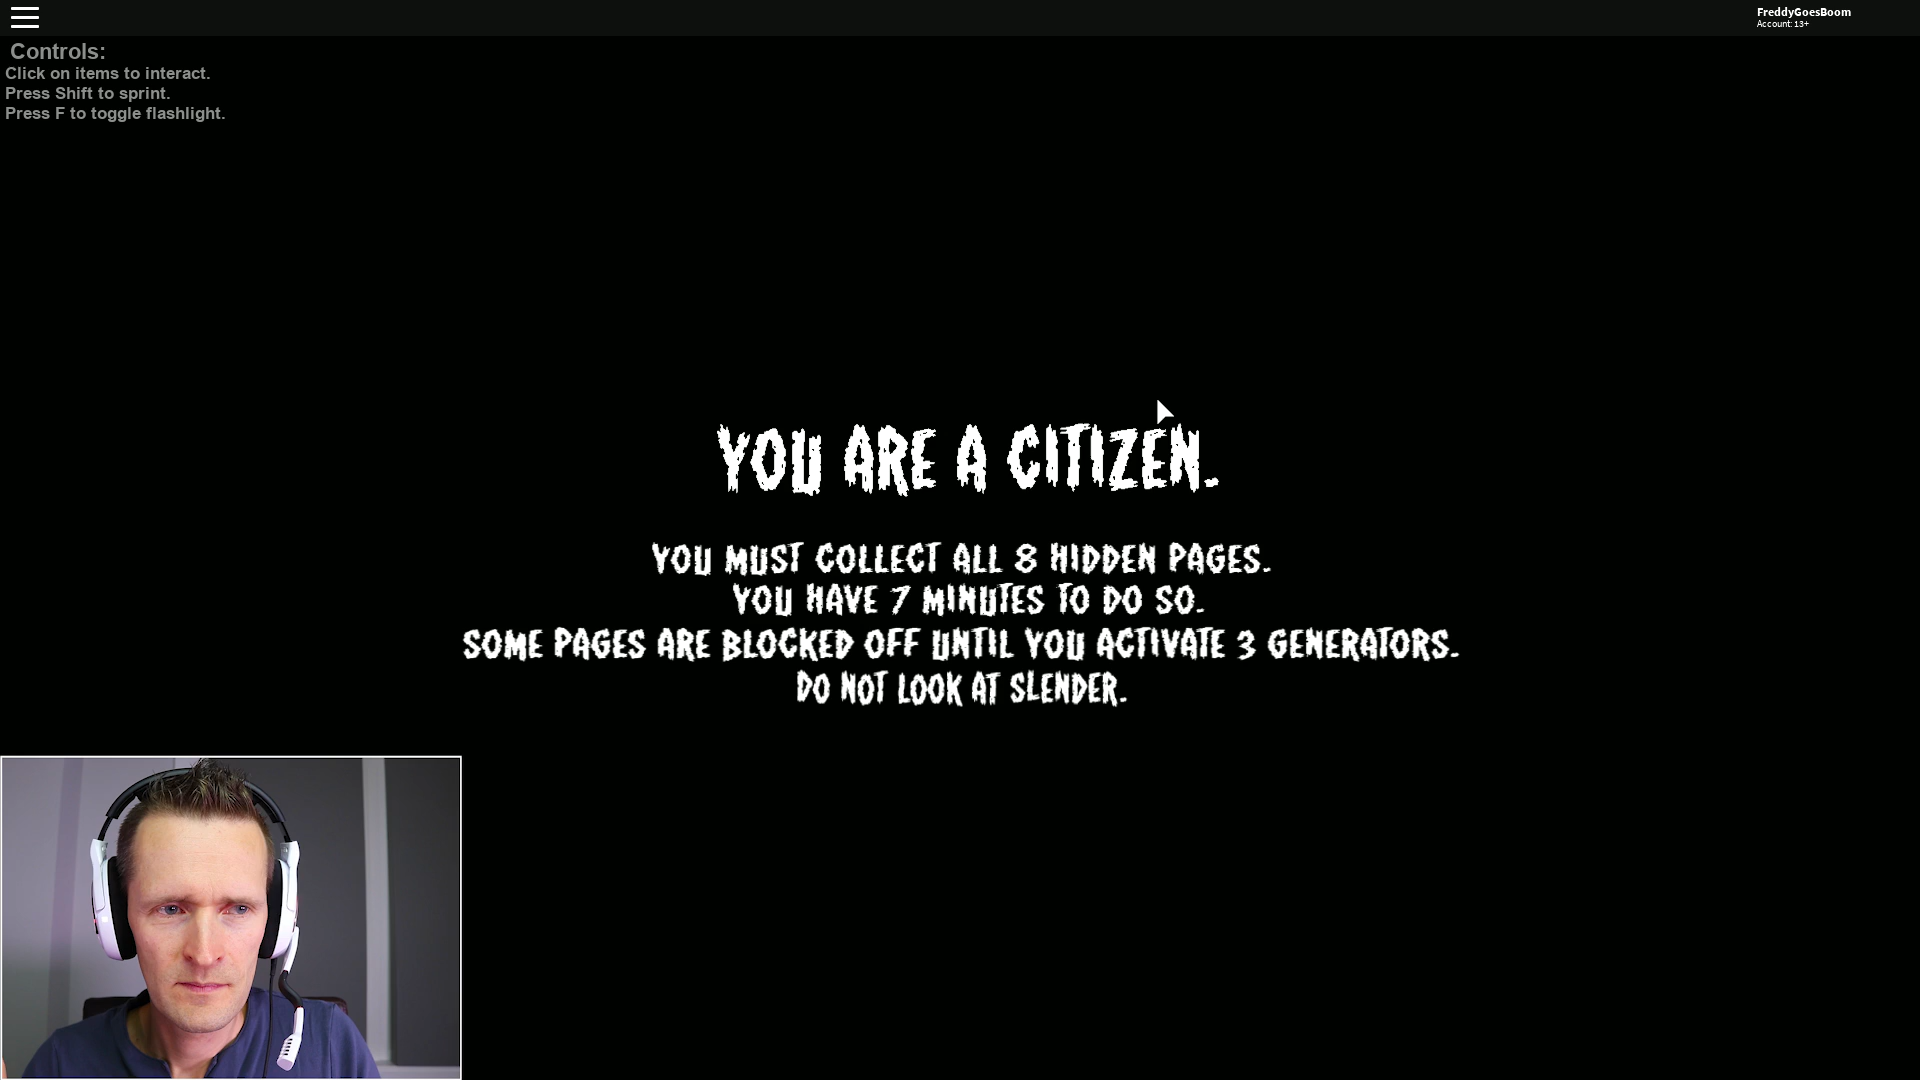 FreddyGoesBoom
Account: 13+
Controls:
Click on items to interact.
Press Shift to sprint.
Press F to toggle flashlight.
YOU ARE A CITIZEN.
YOU MUST COLLECT ALL 8 HIDDEN PAGES.
YOU HAVE 7 MINUTES TO DO SO.
SOME PAGES ARE BLOCKED OFF UNTIL YOU ACTIVATE 3 GENERATORS.
DO NOT LOOK AT SLENDER.